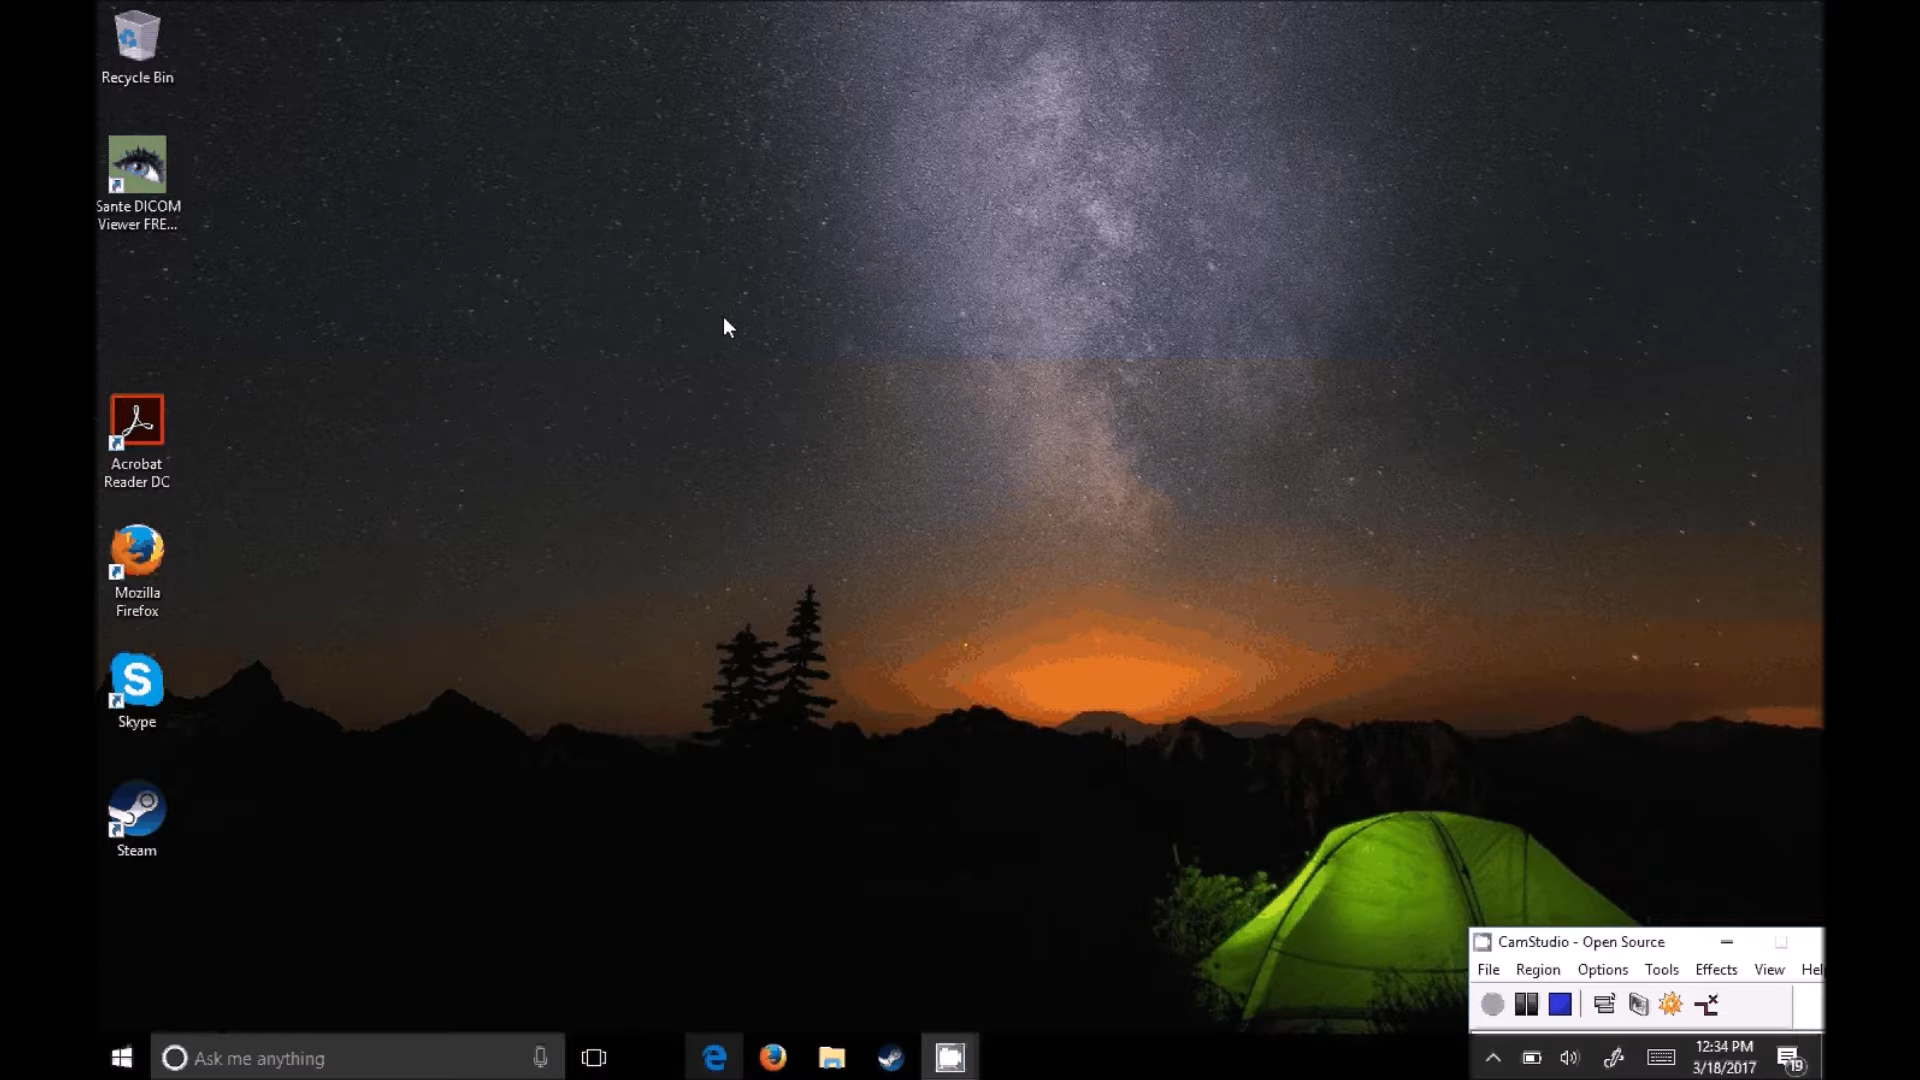 Recycle Bin
Sante DICOM
Viewer FRE...
Acrobat
Reader DC
Mozilla
Firefox
S
Skype
Steam
CamStudio - Open Source
File Region Options Tools Effects View Hel
Ask me anything
12:34 PM
3/18/2017
19